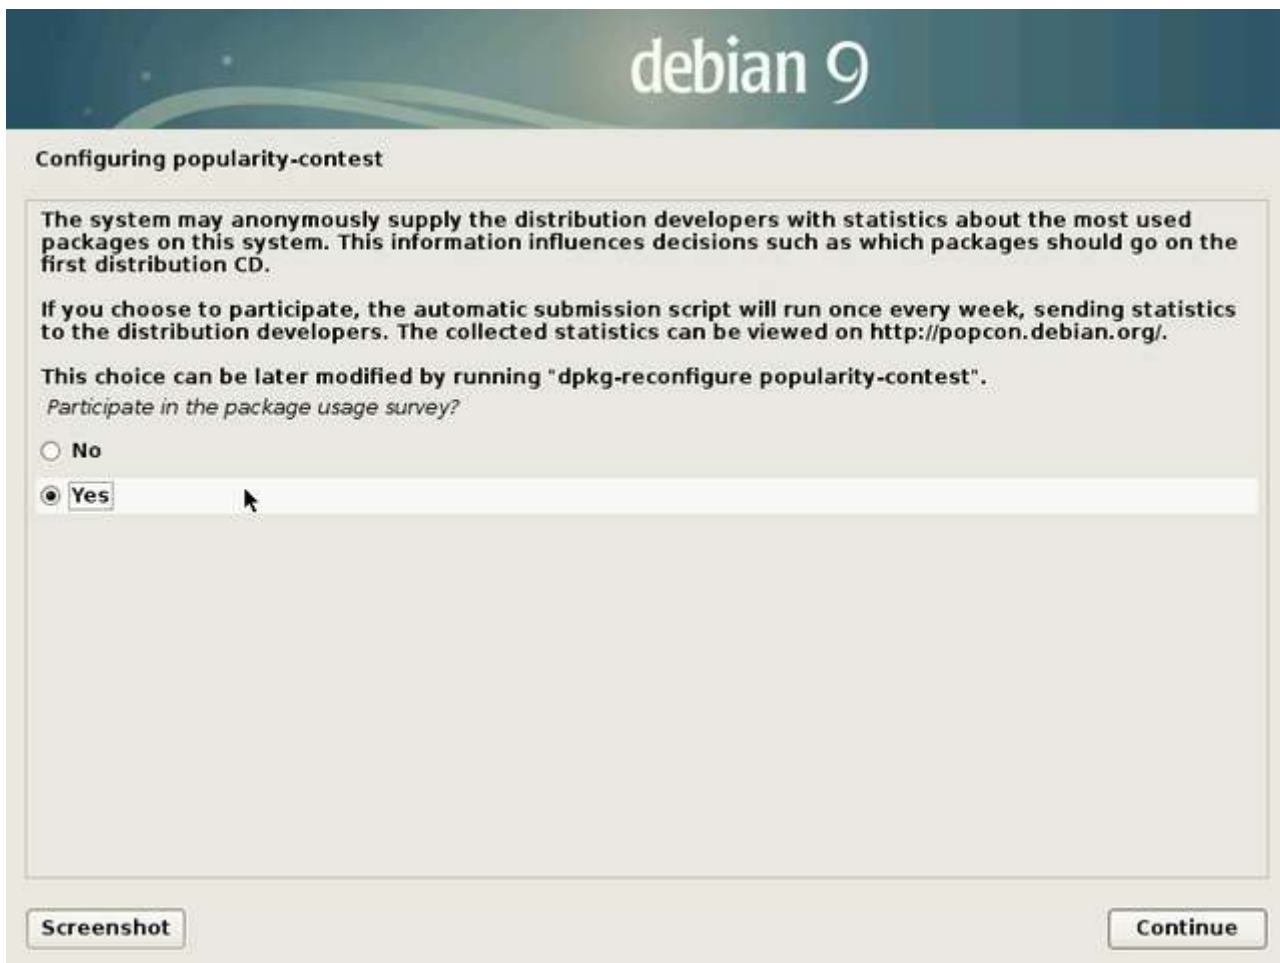 debian 9
Configuring popularity-contest
The system may anonymously supply the distribution developers with statistics about the most used
packages on this system. This information influences decisions such as which packages should go on the
first distribution CD.
If you choose to participate, the automatic submission script will run once every week, sending statistics
to the distribution developers. The collected statistics can be viewed on http://popcon.debian.org/.
This choice can be later modified by running "dpkg-reconfigure popularity-contest".
Participate in the package usage survey?
No
Yes
Screenshot
Continue